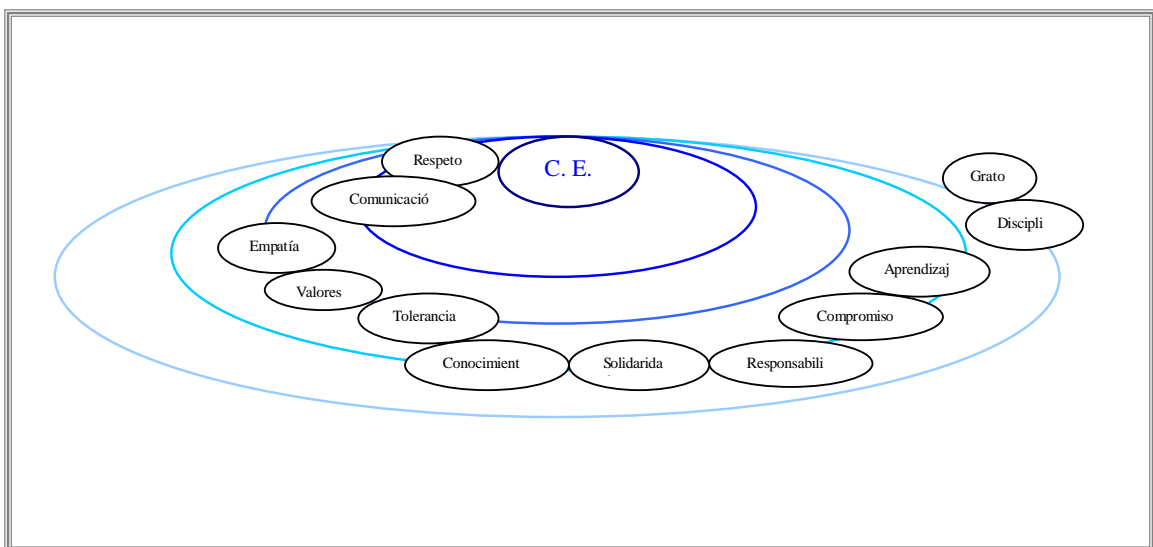 C. E.
Respeto
Comunicació
Empatía
Valores
Tolerancia
Conocimient
Solidarida
Responsabili
Compromiso
Aprendizaj
Discipli
Grato